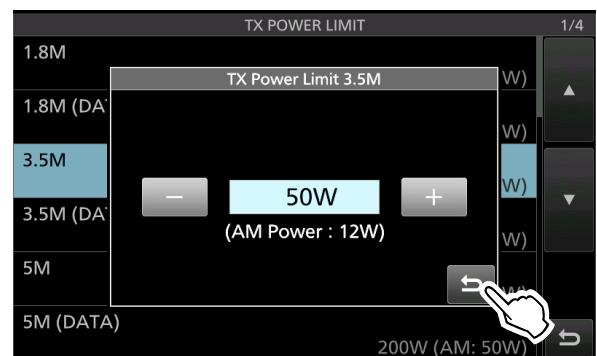 TX POWER LIMIT 1/4
1.8M
W)
TX Power Limit 3.5M
1.8M (DA
W)
3.5M
W)
− 50W +
(AM Power : 12W)
3.5M (DA
W)
5M
W)
5M (DATA)
200W (AM: 50W)